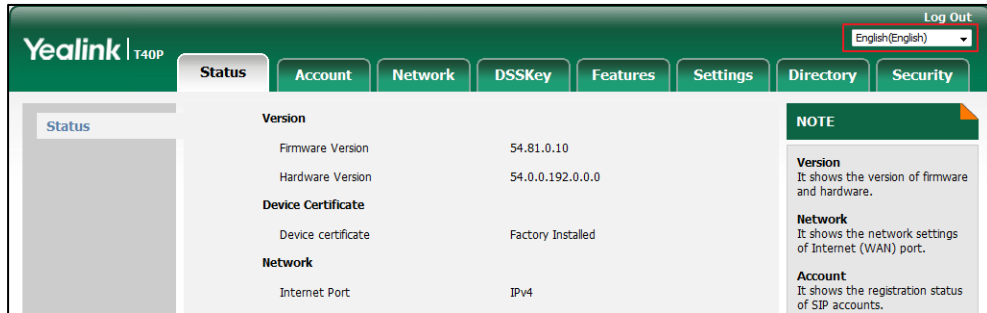 Log Out
English(English)
Yealink T40P
Status Account Network DSSKey Features Settings Directory Security
Status
Version
Firmware Version 54.81.0.10
Hardware Version 54.0.0.192.0.0.0
Device Certificate
Device certificate Factory Installed
Network
Internet Port IPv4
NOTE
Version
It shows the version of firmware
and hardware.
Network
It shows the network settings
of Internet (WAN) port.
Account
It shows the registration status
of SIP accounts.